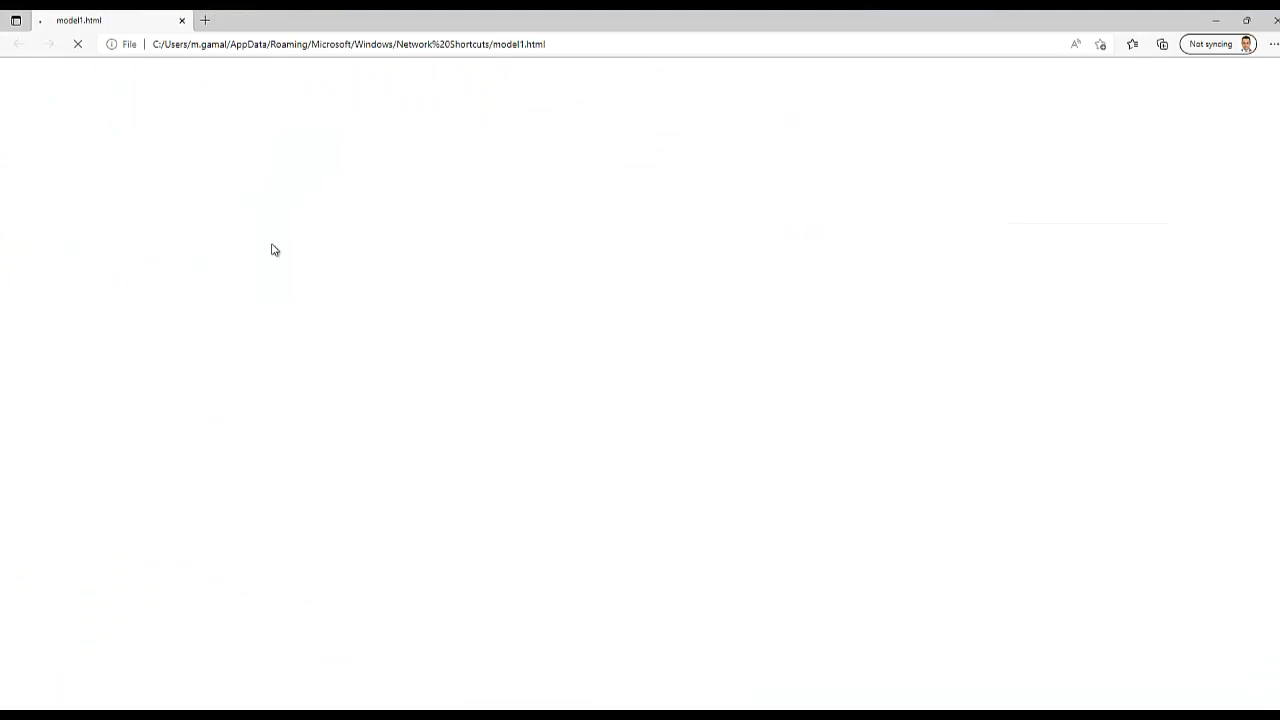 model1.html
File
C:/Users/m.gamal/AppData/Roaming/Microsoft/Windows/Network%20Shortcuts/model1.html
Not syncing